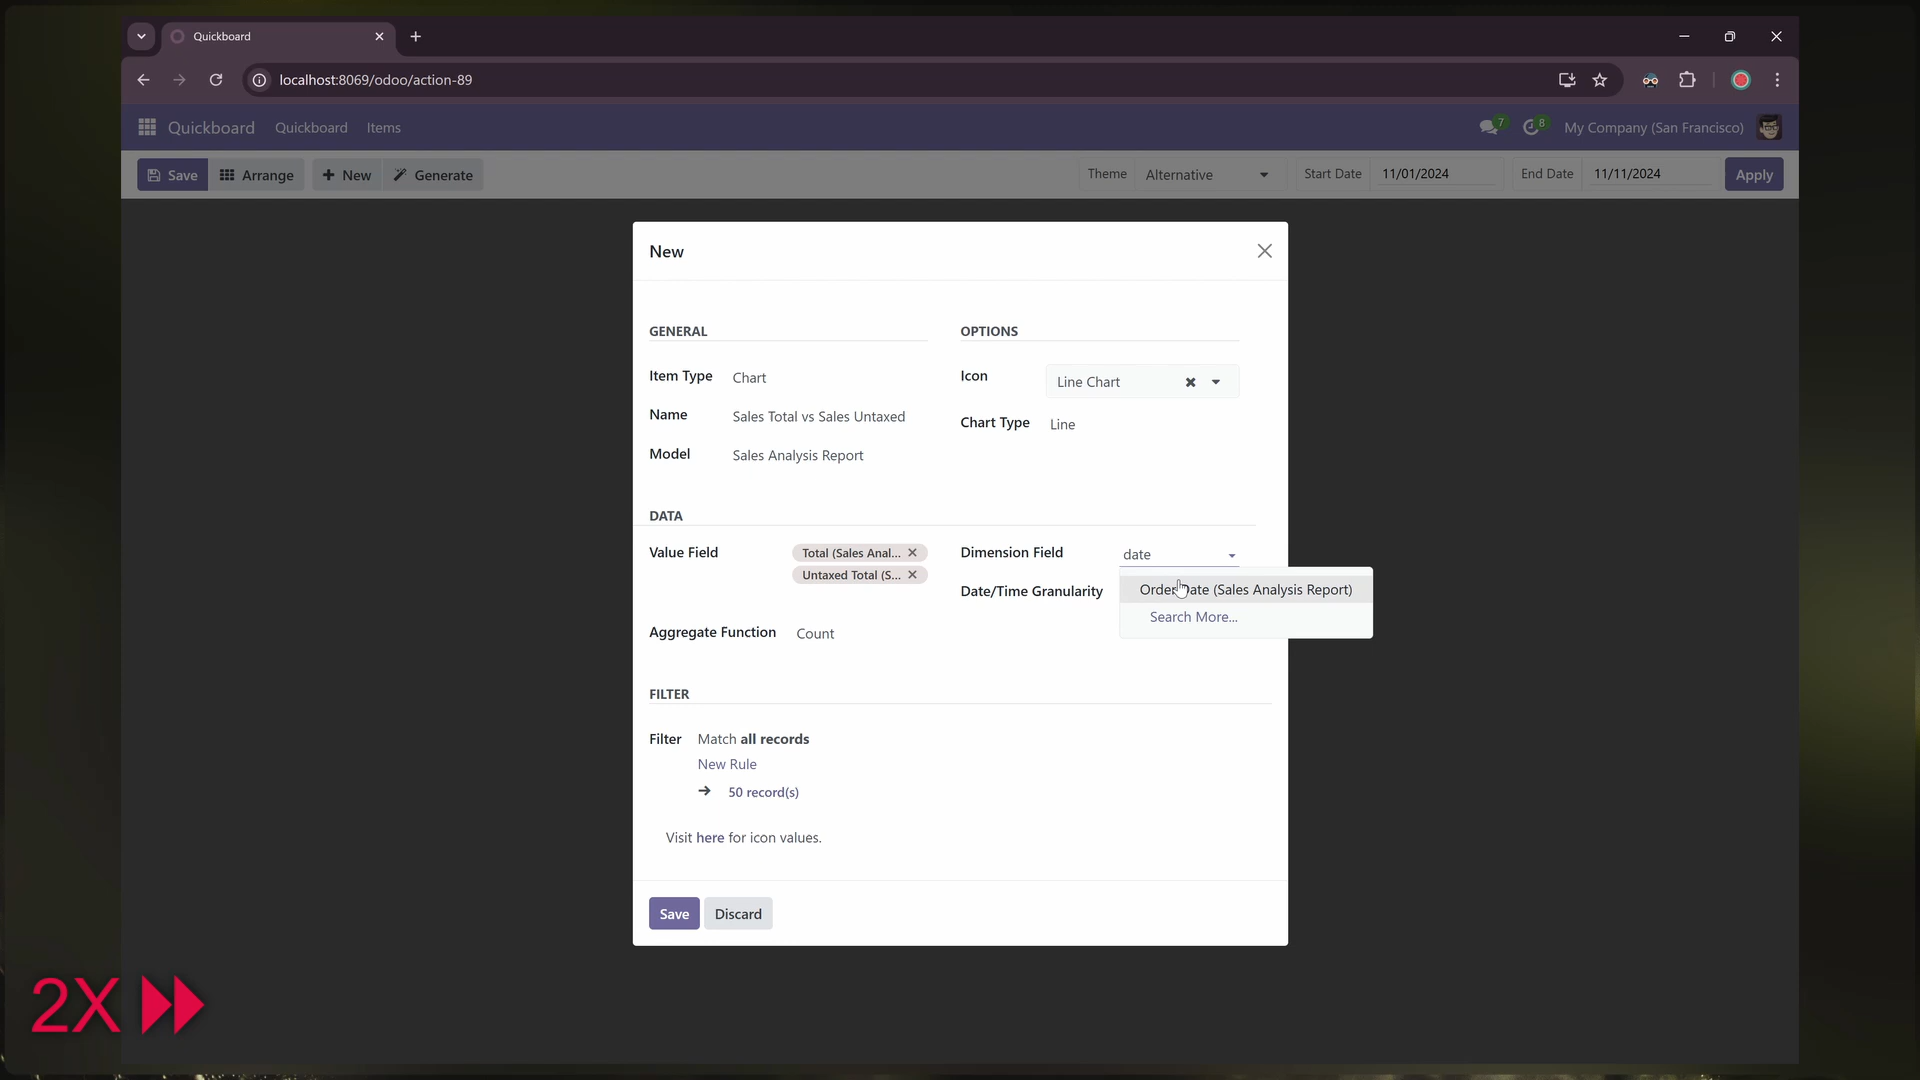 Quickboard
localhost:8069/odoo/action-89
Quickboard
Quickboard
Items
7
8
My Company (San Francisco)
Save
Arrange
New
Generate
Theme
Alternative
Start Date
11/01/2024
End Date
11/11/2024
Apply
New
GENERAL
OPTIONS
Item Type
Chart
Icon
Line Chart
Name
Sales Total vs Sales Untaxed
Chart Type
Line
Model
Sales Analysis Report
DATA
Value Field
Total (Sales Anal...
Untaxed Total (S...
Dimension Field
date
Date/Time Granularity
Order Date (Sales Analysis Report)
Search More...
Aggregate Function
Count
FILTER
Filter
Match all records
New Rule
50 record(s)
Visit here for icon values.
Save
Discard
2X